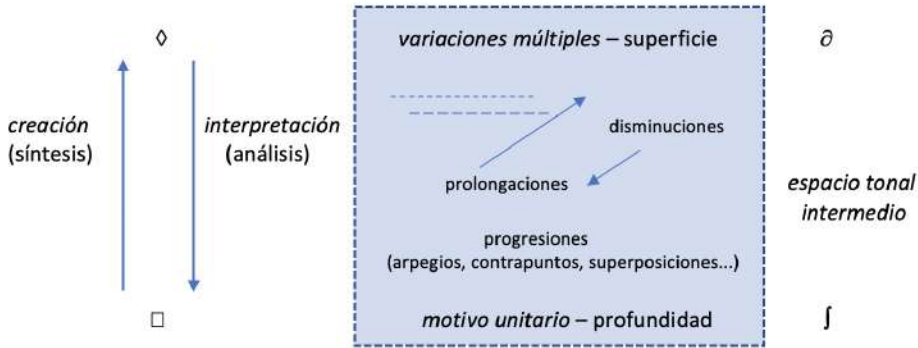 ◊ variaciones múltiples – superficie ∂
creación interpretación
(síntesis) (análisis)
disminuciones
prolongaciones
espacio tonal
intermedio
progresiones
(arpegios, contrapuntos, superposiciones...)
□ motivo unitario – profundidad ∫